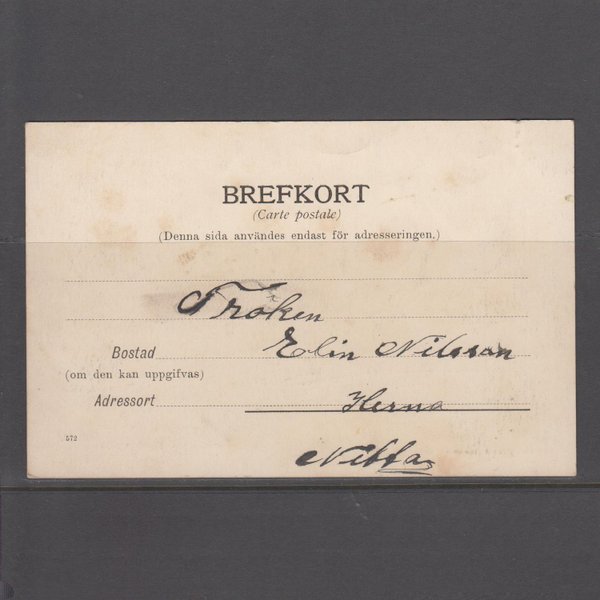 BREFKORT
(Carte postale)
(Denna sida användes endast för adresseringen.)
Fröken
Bostad Elin Nilsson
(om den kan uppgifvas)
Adressort Herna
572